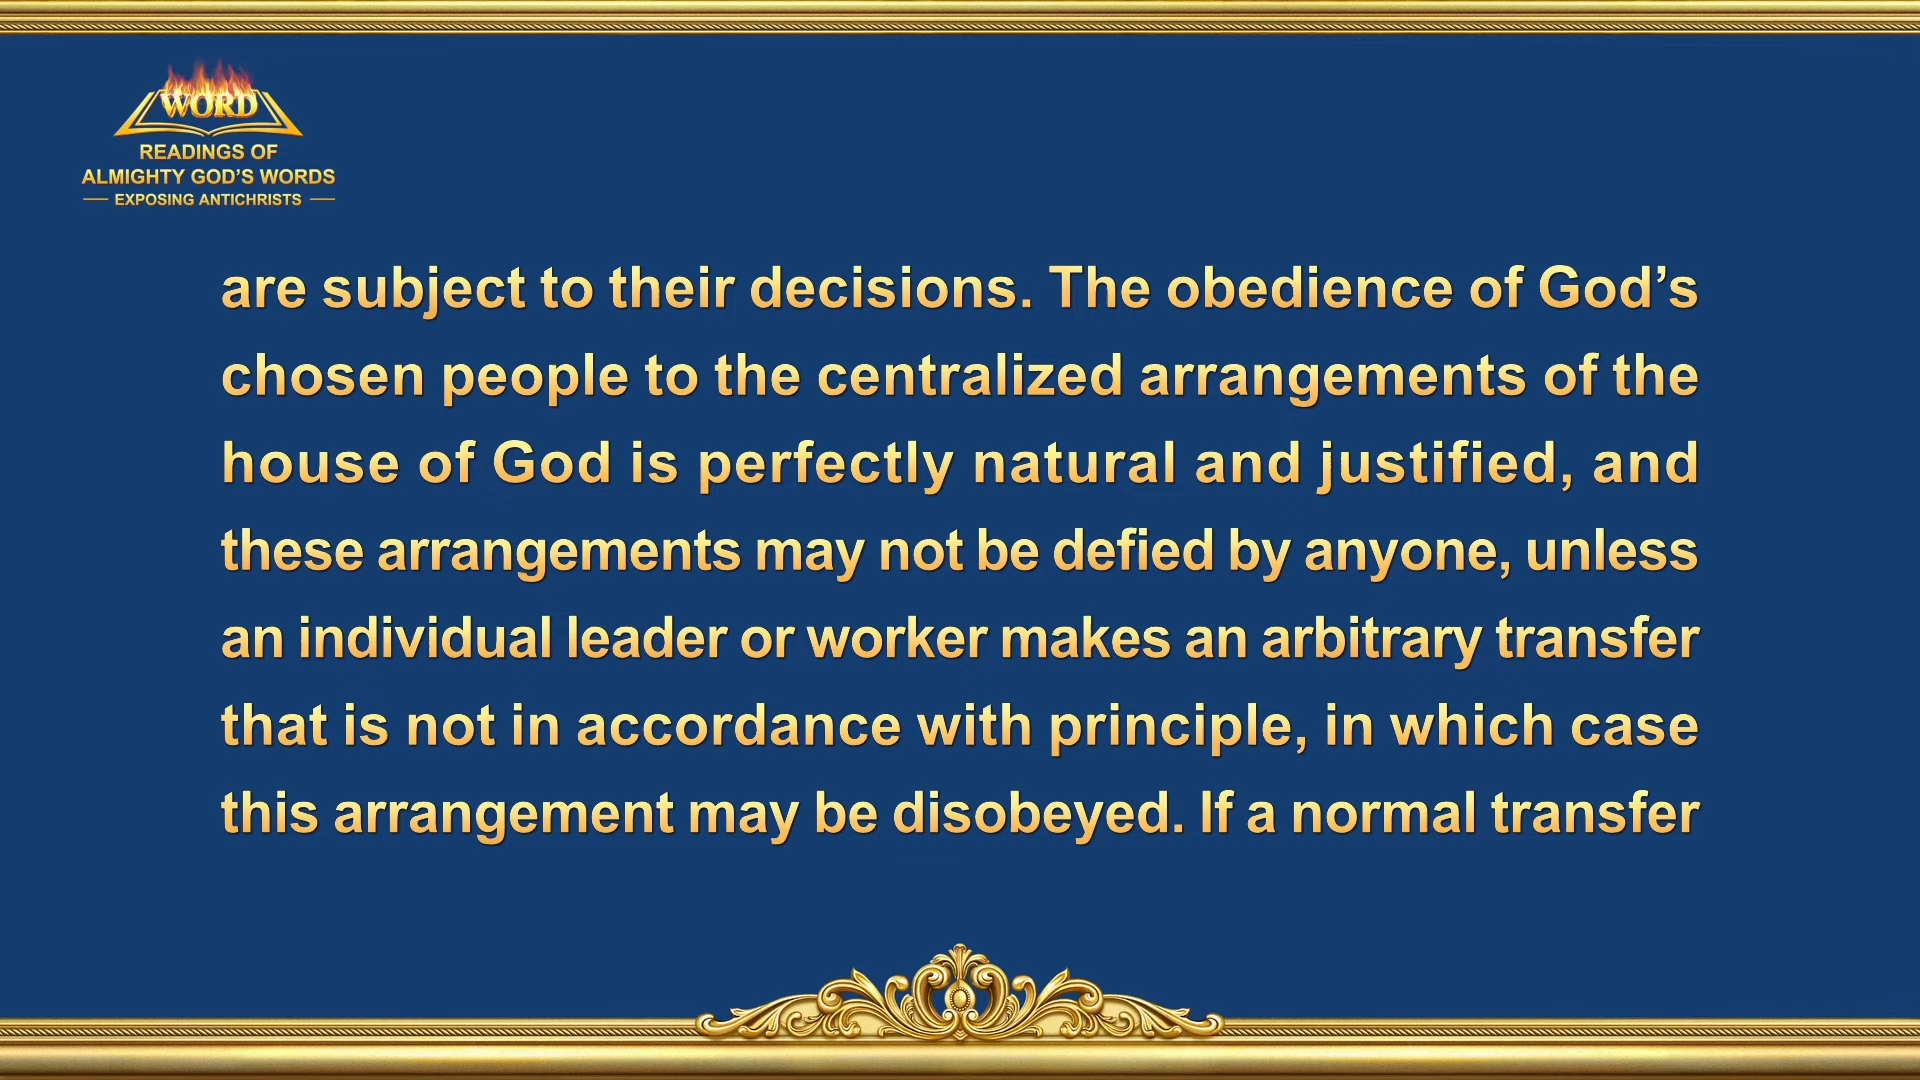 WORD
READINGS OF
ALMIGHTY GOD’S WORDS
EXPOSING ANTICHRISTS
are subject to their decisions. The obedience of God’s
chosen people to the centralized arrangements of the
house of God is perfectly natural and justified, and
these arrangements may not be defied by anyone, unless
an individual leader or worker makes an arbitrary transfer
that is not in accordance with principle, in which case
this arrangement may be disobeyed. If a normal transfer